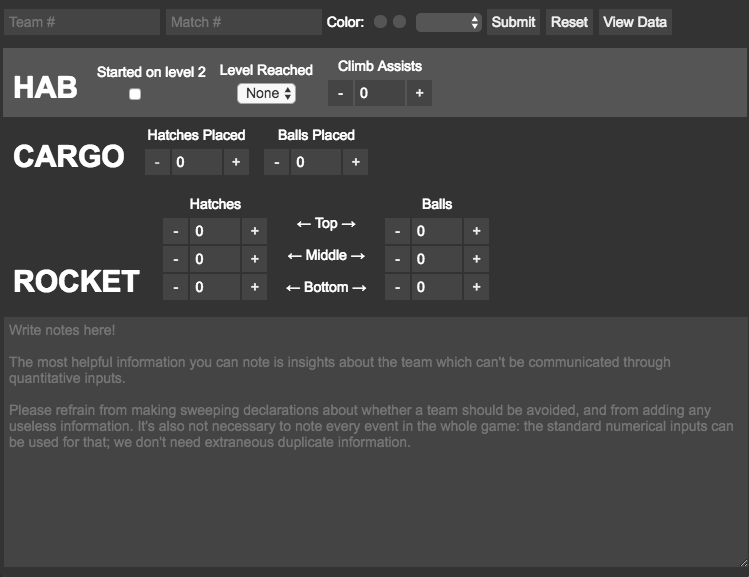 Team # Match # Color: Submit Reset View Data
HAB Started on level 2 Level Reached None Climb Assists - 0 +
CARGO Hatches Placed - 0 + Balls Placed - 0 +
Hatches Balls
- 0 + ← Top → - 0 +
- 0 + ← Middle → - 0 +
ROCKET - 0 + ← Bottom → - 0 +
Write notes here!
The most helpful information you can note is insights about the team which can't be communicated through
quantitative inputs.
Please refrain from making sweeping declarations about whether a team should be avoided, and from adding any
useless information. It's also not necessary to note every event in the whole game: the standard numerical inputs can
be used for that; we don't need extraneous duplicate information.